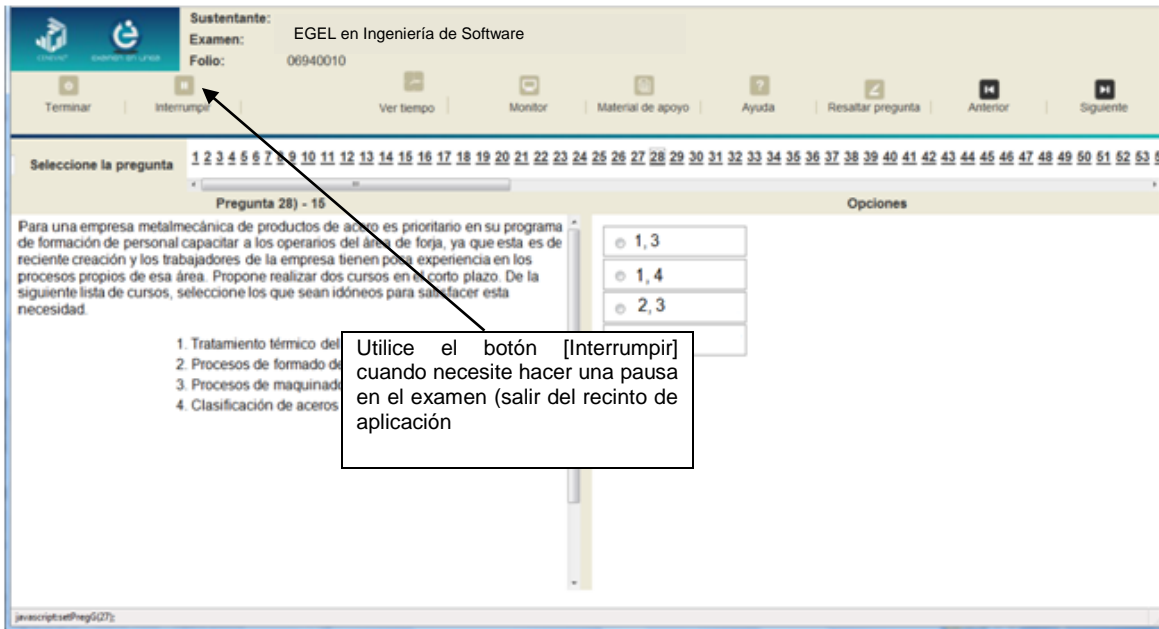 Sustentante:
Examen:
EGEL en Ingeniería de Software
Folio:
06940010
examen en línea
Terminar
Interrumpir
Ver tiempo
Monitor
Material de apoyo
Ayuda
Resaltar pregunta
Anterior
Siguiente
Seleccione la pregunta
1 2 3 4 5 6 7 8 9 10 11 12 13 14 15 16 17 18 19 20 21 22 23 24 25 26 27 28 29 30 31 32 33 34 35 36 37 38 39 40 41 42 43 44 45 46 47 48 49 50 51 52 53
Pregunta 28) - 15
Opciones
Para una empresa metalmecánica de productos de acero es prioritario en su programa
de formación de personal capacitar a los operarios del área de forja, ya que esta es de
reciente creación y los trabajadores de la empresa tienen poca experiencia en los
procesos propios de esa área. Propone realizar dos cursos en el corto plazo. De la
siguiente lista de cursos, seleccione los que sean idóneos para satisfacer esta
necesidad.
1. Tratamiento térmico del
2. Procesos de formado de
3. Procesos de maquinado
4. Clasificación de aceros
1, 3
1, 4
2, 3
Utilice el botón [Interrumpir]
cuando necesite hacer una pausa
en el examen (salir del recinto de
aplicación
javascript:setPregG(27);